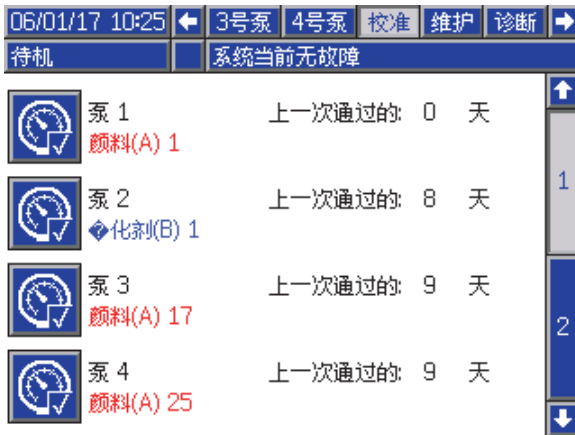 06/01/17 10:25 3号泵 4号泵 校准 维护 诊断
待机 系统当前无故障
泵 1 上一次通过的: 0 天
颜料(A) 1
泵 2 上一次通过的: 8 天
�化剂(B) 1
泵 3 上一次通过的: 9 天
颜料(A) 17
泵 4 上一次通过的: 9 天
颜料(A) 25
1
2